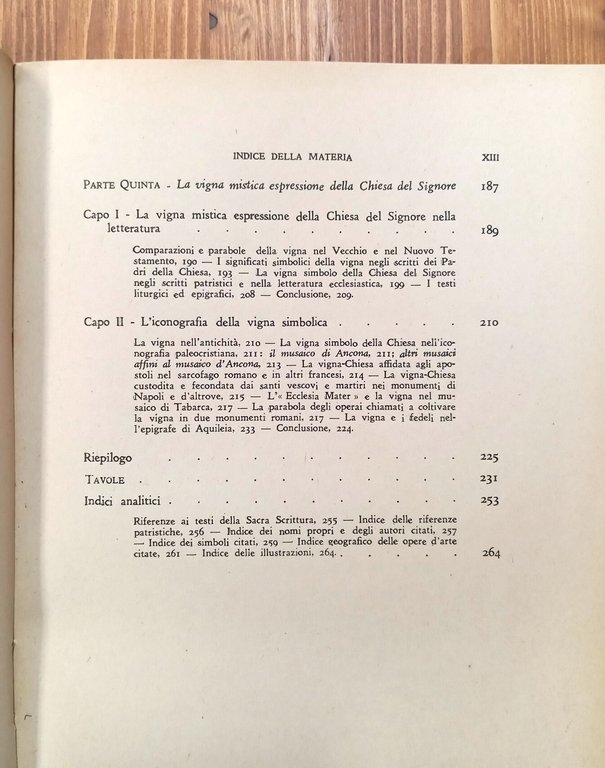 INDICE DELLA MATERIA XIII
PARTE QUINTA - La vigna mistica espressione della Chiesa del Signore 187
Capo I - La vigna mistica espressione della Chiesa del Signore nella
letteratura . . . . . . . . . 189
Comparazioni e parabole della vigna nel Vecchio e nel Nuovo Te-
stamento, 190 — I significati simbolici della vigna negli scritti dei Pa-
dri della Chiesa, 193 — La vigna simbolo della Chiesa del Signore
negli scritti patristici e nella letteratura ecclesiastica, 199 — I testi
liturgici ed epigrafici, 208 — Conclusione, 209.
Capo II - L'iconografia della vigna simbolica . . . . . 210
La vigna nell'antichità, 210 — La vigna simbolo della Chiesa nell'ico-
nografia paleocristiana, 211: il musaico di Ancona, 211; altri musaici
affini al musaico d'Ancona, 213 — La vigna-Chiesa affidata agli apo-
stoli nel sarcofago romano e in altri francesi, 214 — La vigna-Chiesa
custodita e fecondata dai santi vescovi e martiri nei monumenti di
Napoli e d'altrove, 215 — L'« Ecclesia Mater » e la vigna nel mu-
saico di Tabarca, 217 — La parabola degli operai chiamati a coltivare
la vigna in due monumenti romani, 217 — La vigna e i fedeli nel-
l'epigrafe di Aquileia, 233 — Conclusione, 224.
Riepilogo . . . . . . . . . . . 225
TAVOLE . . . . . . . . . . . . 231
Indici analitici . . . . . . . . . . . 253
Riferenze ai testi della Sacra Scrittura, 255 — Indice delle riferenze
patristiche, 256 — Indice dei nomi propri e degli autori citati, 257
— Indice dei simboli citati, 259 — Indice geografico delle opere d'arte
citate, 261 — Indice delle illustrazioni, 264. . . . . . 264